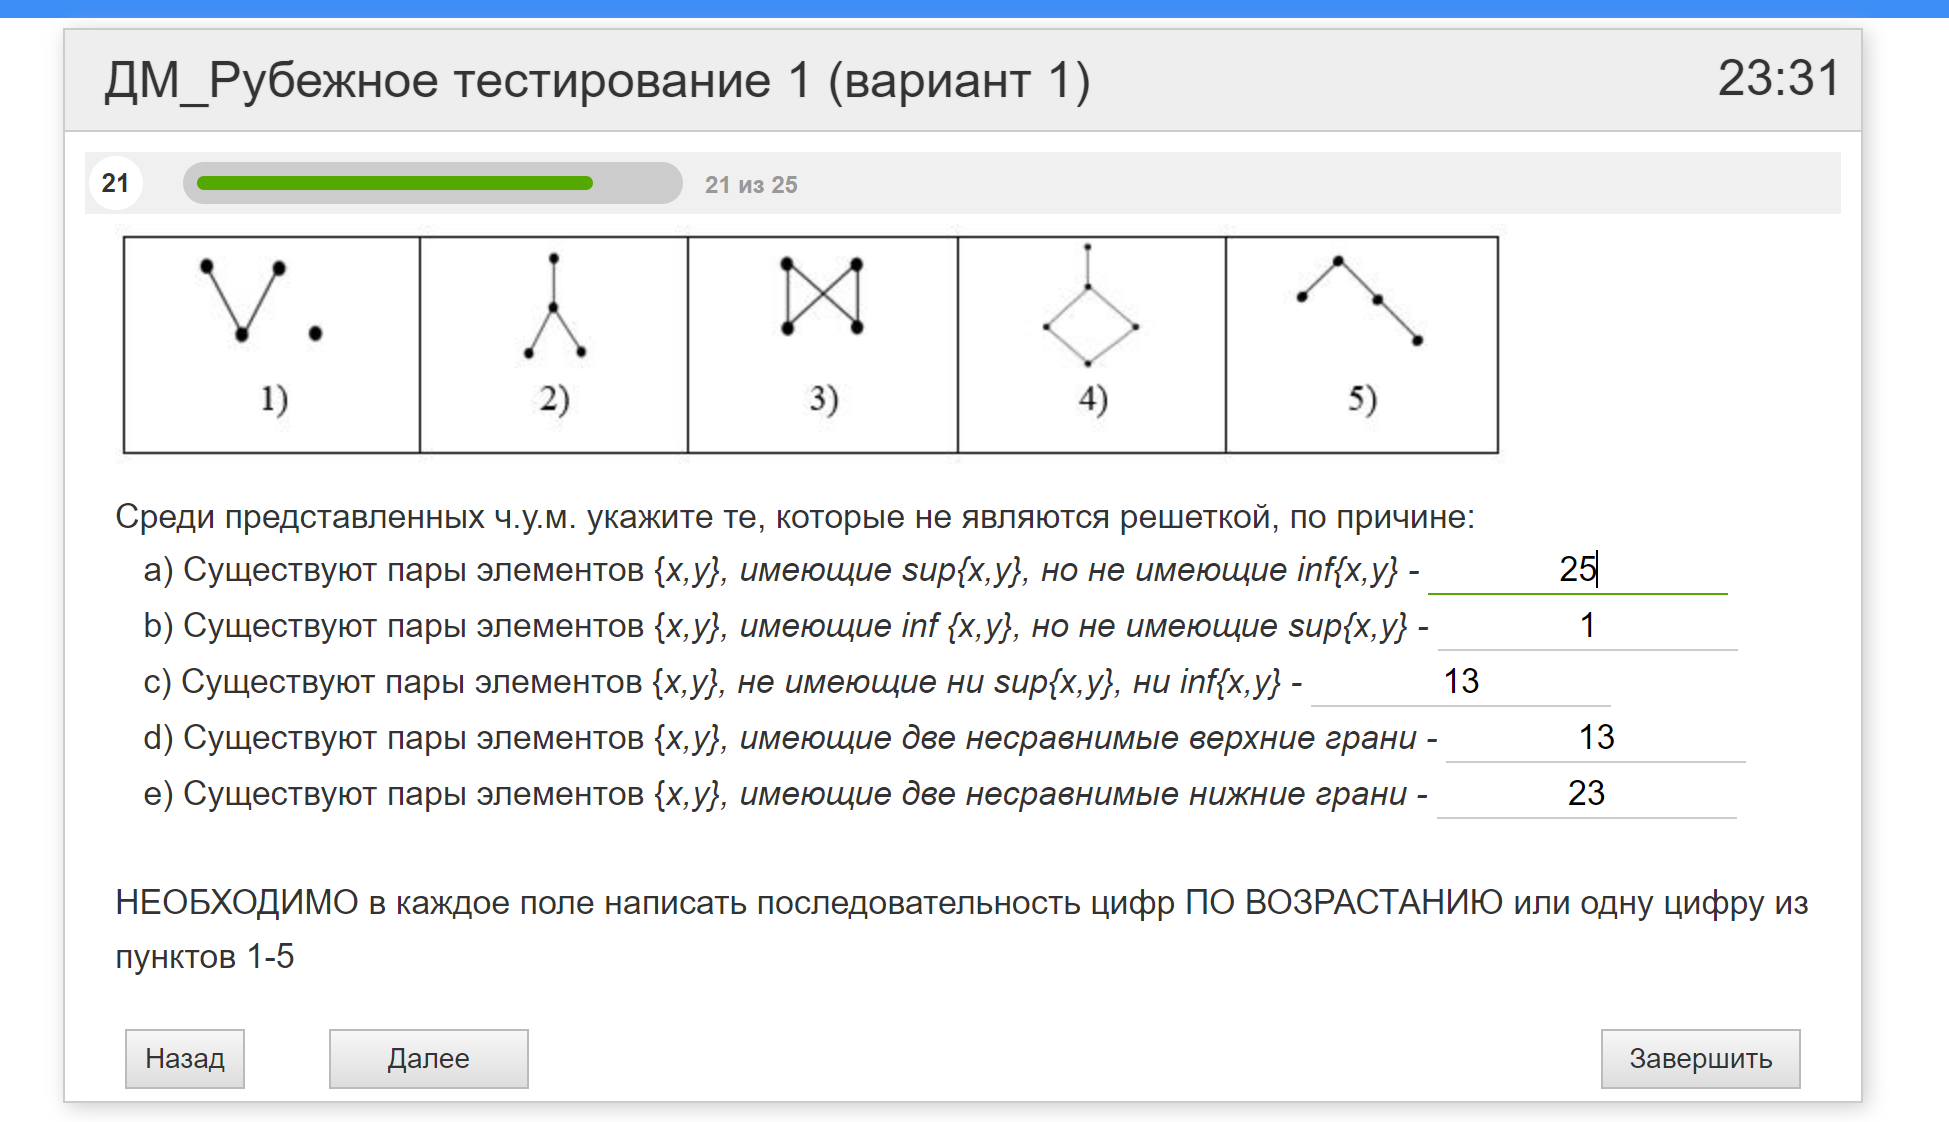 ДМ_Рубежное тестирование 1 (вариант 1)
23:31
21
21 из 25
1)
2)
3)
4)
5)
Среди представленных ч.у.м. укажите те, которые не являются решеткой, по причине:
a) Существуют пары элементов {x,y}, имеющие sup{x,y}, но не имеющие inf{x,y} - 25
b) Существуют пары элементов {x,y}, имеющие inf {x,y}, но не имеющие sup{x,y} - 1
c) Существуют пары элементов {x,y}, не имеющие ни sup{x,y}, ни inf{x,y} - 13
d) Существуют пары элементов {x,y}, имеющие две несравнимые верхние грани - 13
e) Существуют пары элементов {x,y}, имеющие две несравнимые нижние грани - 23
НЕОБХОДИМО в каждое поле написать последовательность цифр ПО ВОЗРАСТАНИЮ или одну цифру из
пунктов 1-5
Назад
Далее
Завершить